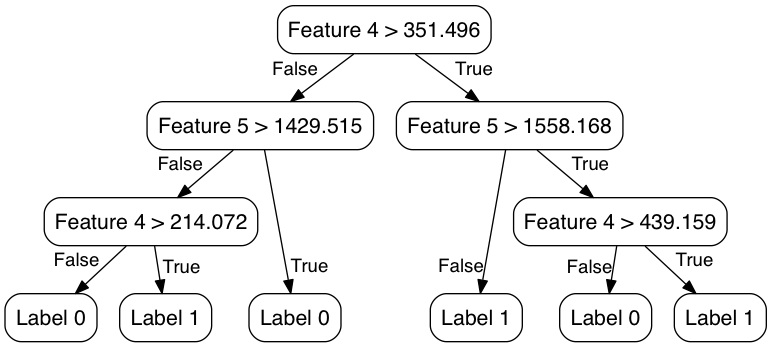 Feature 4 > 351.496
False
True
Feature 5 > 1429.515
Feature 5 > 1558.168
False
True
Feature 4 > 214.072
Feature 4 > 439.159
False
True
True
False
False
True
Label 0
Label 1
Label 0
Label 1
Label 0
Label 1